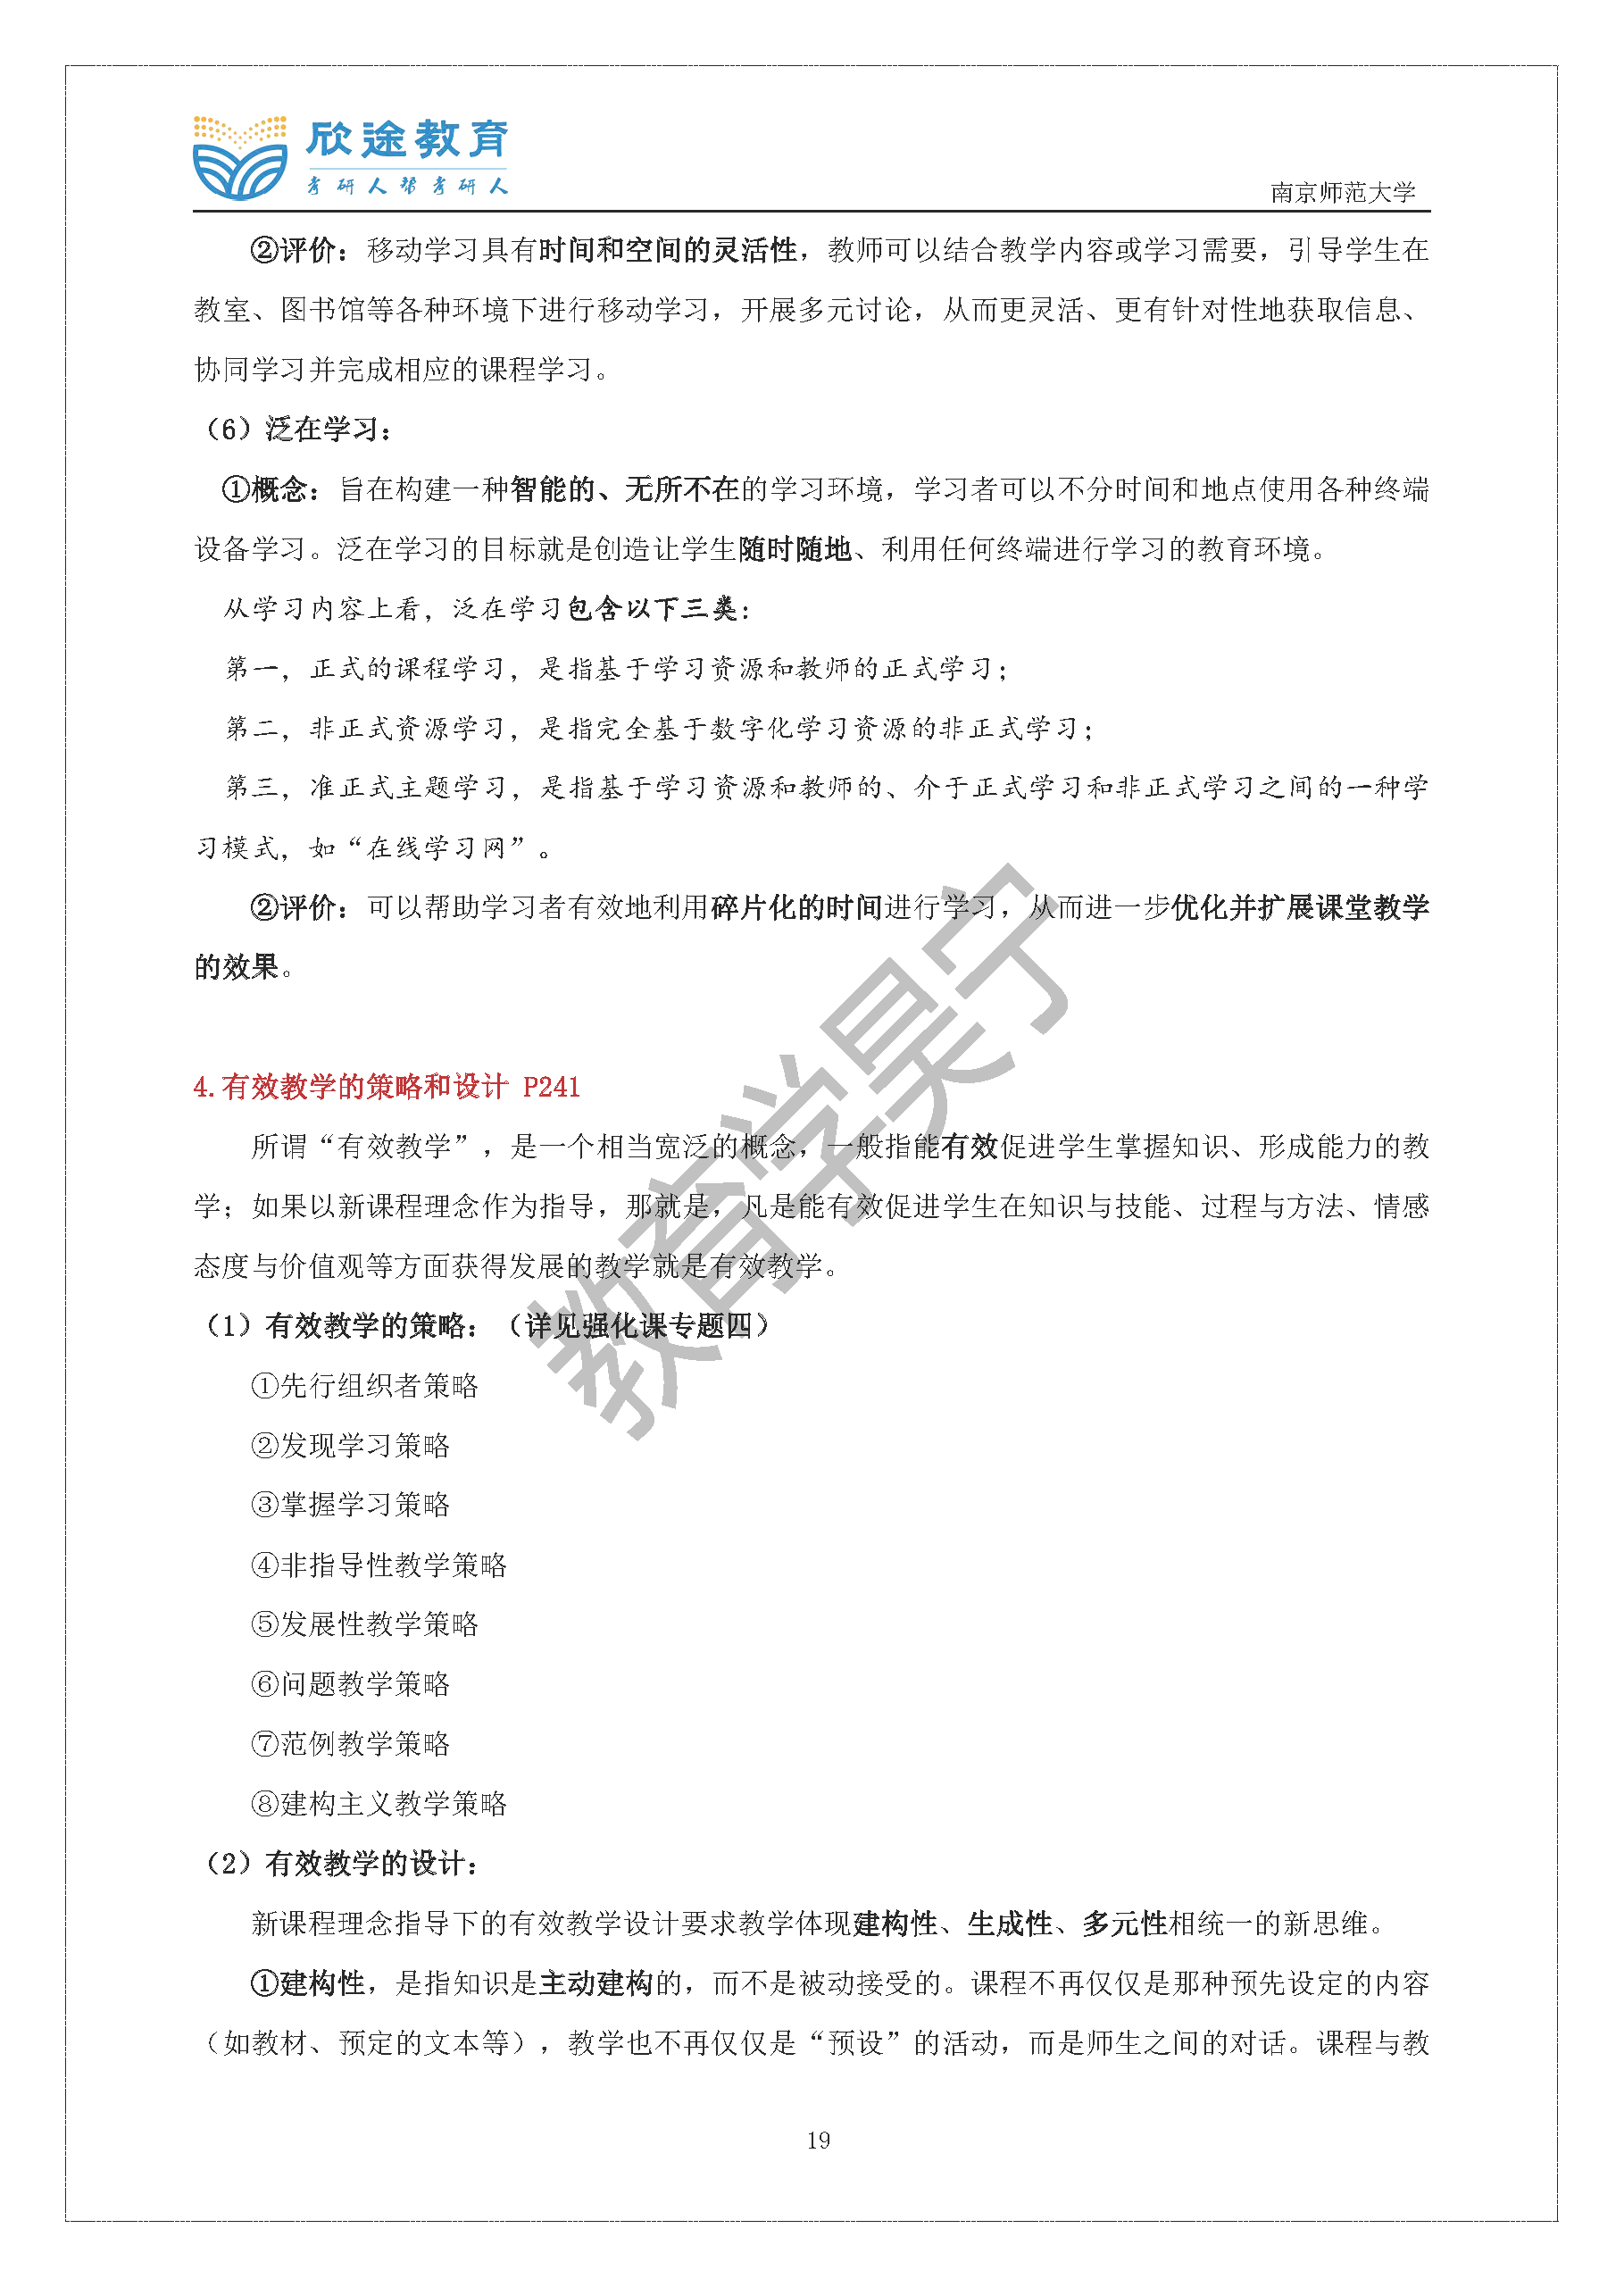 欣途教育
考研人帮考研人
南京师范大学
②评价：移动学习具有时间和空间的灵活性，教师可以结合教学内容或学习需要，引导学生在
教室、图书馆等各种环境下进行移动学习，开展多元讨论，从而更灵活、更有针对性地获取信息、
协同学习并完成相应的课程学习。
（6）泛在学习：
①概念：旨在构建一种智能的、无所不在的学习环境，学习者可以不分时间和地点使用各种终端
设备学习。泛在学习的目标就是创造让学生随时随地、利用任何终端进行学习的教育环境。
从学习内容上看，泛在学习包含以下三类：
第一，正式的课程学习，是指基于学习资源和教师的正式学习；
第二，非正式资源学习，是指完全基于数字化学习资源的非正式学习；
第三，准正式主题学习，是指基于学习资源和教师的、介于正式学习和非正式学习之间的一种学
习模式，如“在线学习网”。
②评价：可以帮助学习者有效地利用碎片化的时间进行学习，从而进一步优化并扩展课堂教学
的效果。
4.有效教学的策略和设计 P241
所谓“有效教学”，是一个相当宽泛的概念，一般指能有效促进学生掌握知识、形成能力的教
学；如果以新课程理念作为指导，那就是，凡是能有效促进学生在知识与技能、过程与方法、情感
态度与价值观等方面获得发展的教学就是有效教学。
（1）有效教学的策略：（详见强化课专题四）
①先行组织者策略
②发现学习策略
③掌握学习策略
④非指导性教学策略
⑤发展性教学策略
⑥问题教学策略
⑦范例教学策略
⑧建构主义教学策略
（2）有效教学的设计：
新课程理念指导下的有效教学设计要求教学体现建构性、生成性、多元性相统一的新思维。
①建构性，是指知识是主动建构的，而不是被动接受的。课程不再仅仅是那种预先设定的内容
（如教材、预定的文本等），教学也不再仅仅是“预设”的活动，而是师生之间的对话。课程与教
教育学昊宁
19